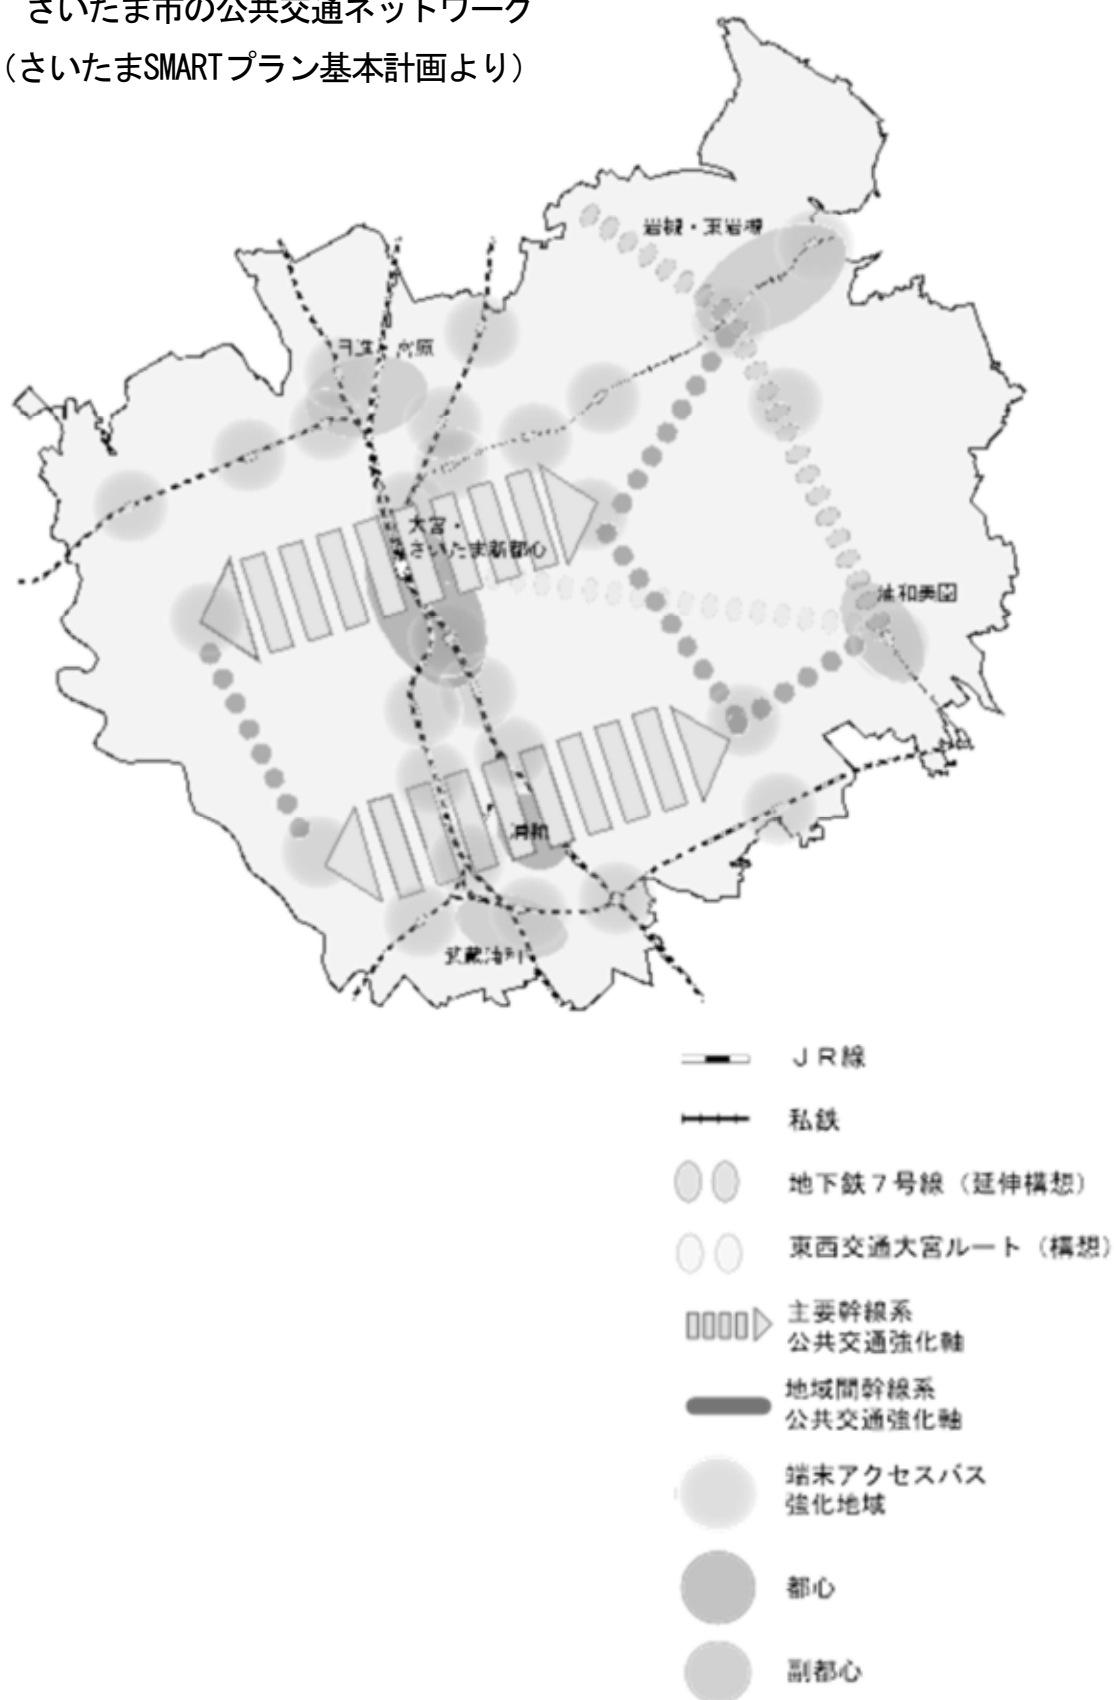 さいたま市の公共交通ネットワーク
（さいたまSMARTプラン基本計画より）
岩槻・東岩槻
日進・宮原
大宮・
さいたま新都心
浦和美園
浦和
武蔵浦和
ＪＲ線
私鉄
地下鉄７号線（延伸構想）
東西交通大宮ルート（構想）
主要幹線系
公共交通強化軸
地域間幹線系
公共交通強化軸
端末アクセスバス
強化地域
都心
副都心